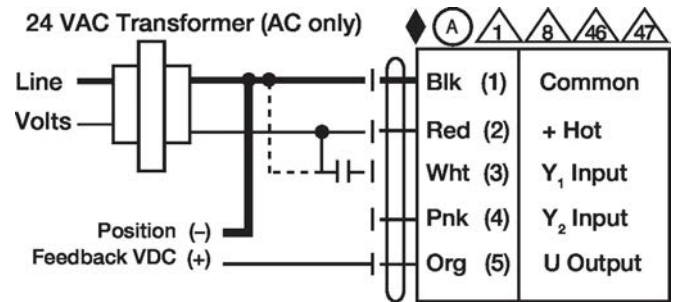 24 VAC Transformer (AC only)
A 1 8 46 47
Line
Volts
Blk (1) Common
Red (2) + Hot
Wht (3) Y₁ Input
Pnk (4) Y₂ Input
Position (–)
Feedback VDC (+)
Org (5) U Output